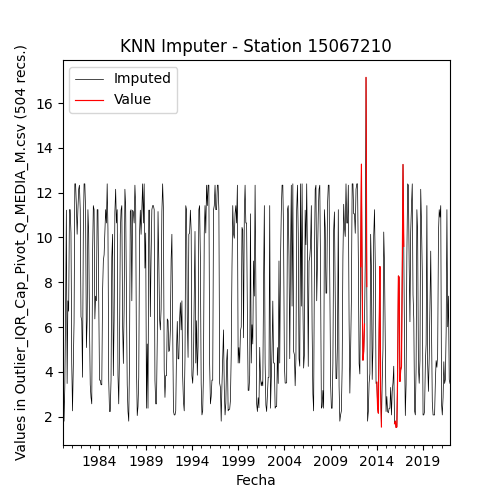 KNN Imputer - Station 15067210
Imputed
Value
Values in Outlier_IQR_Cap_Pivot_Q_MEDIA_M.csv (504 recs.)
16
14
12
10
8
6
4
2
1984 1989 1994 1999 2004 2009 2014 2019
Fecha